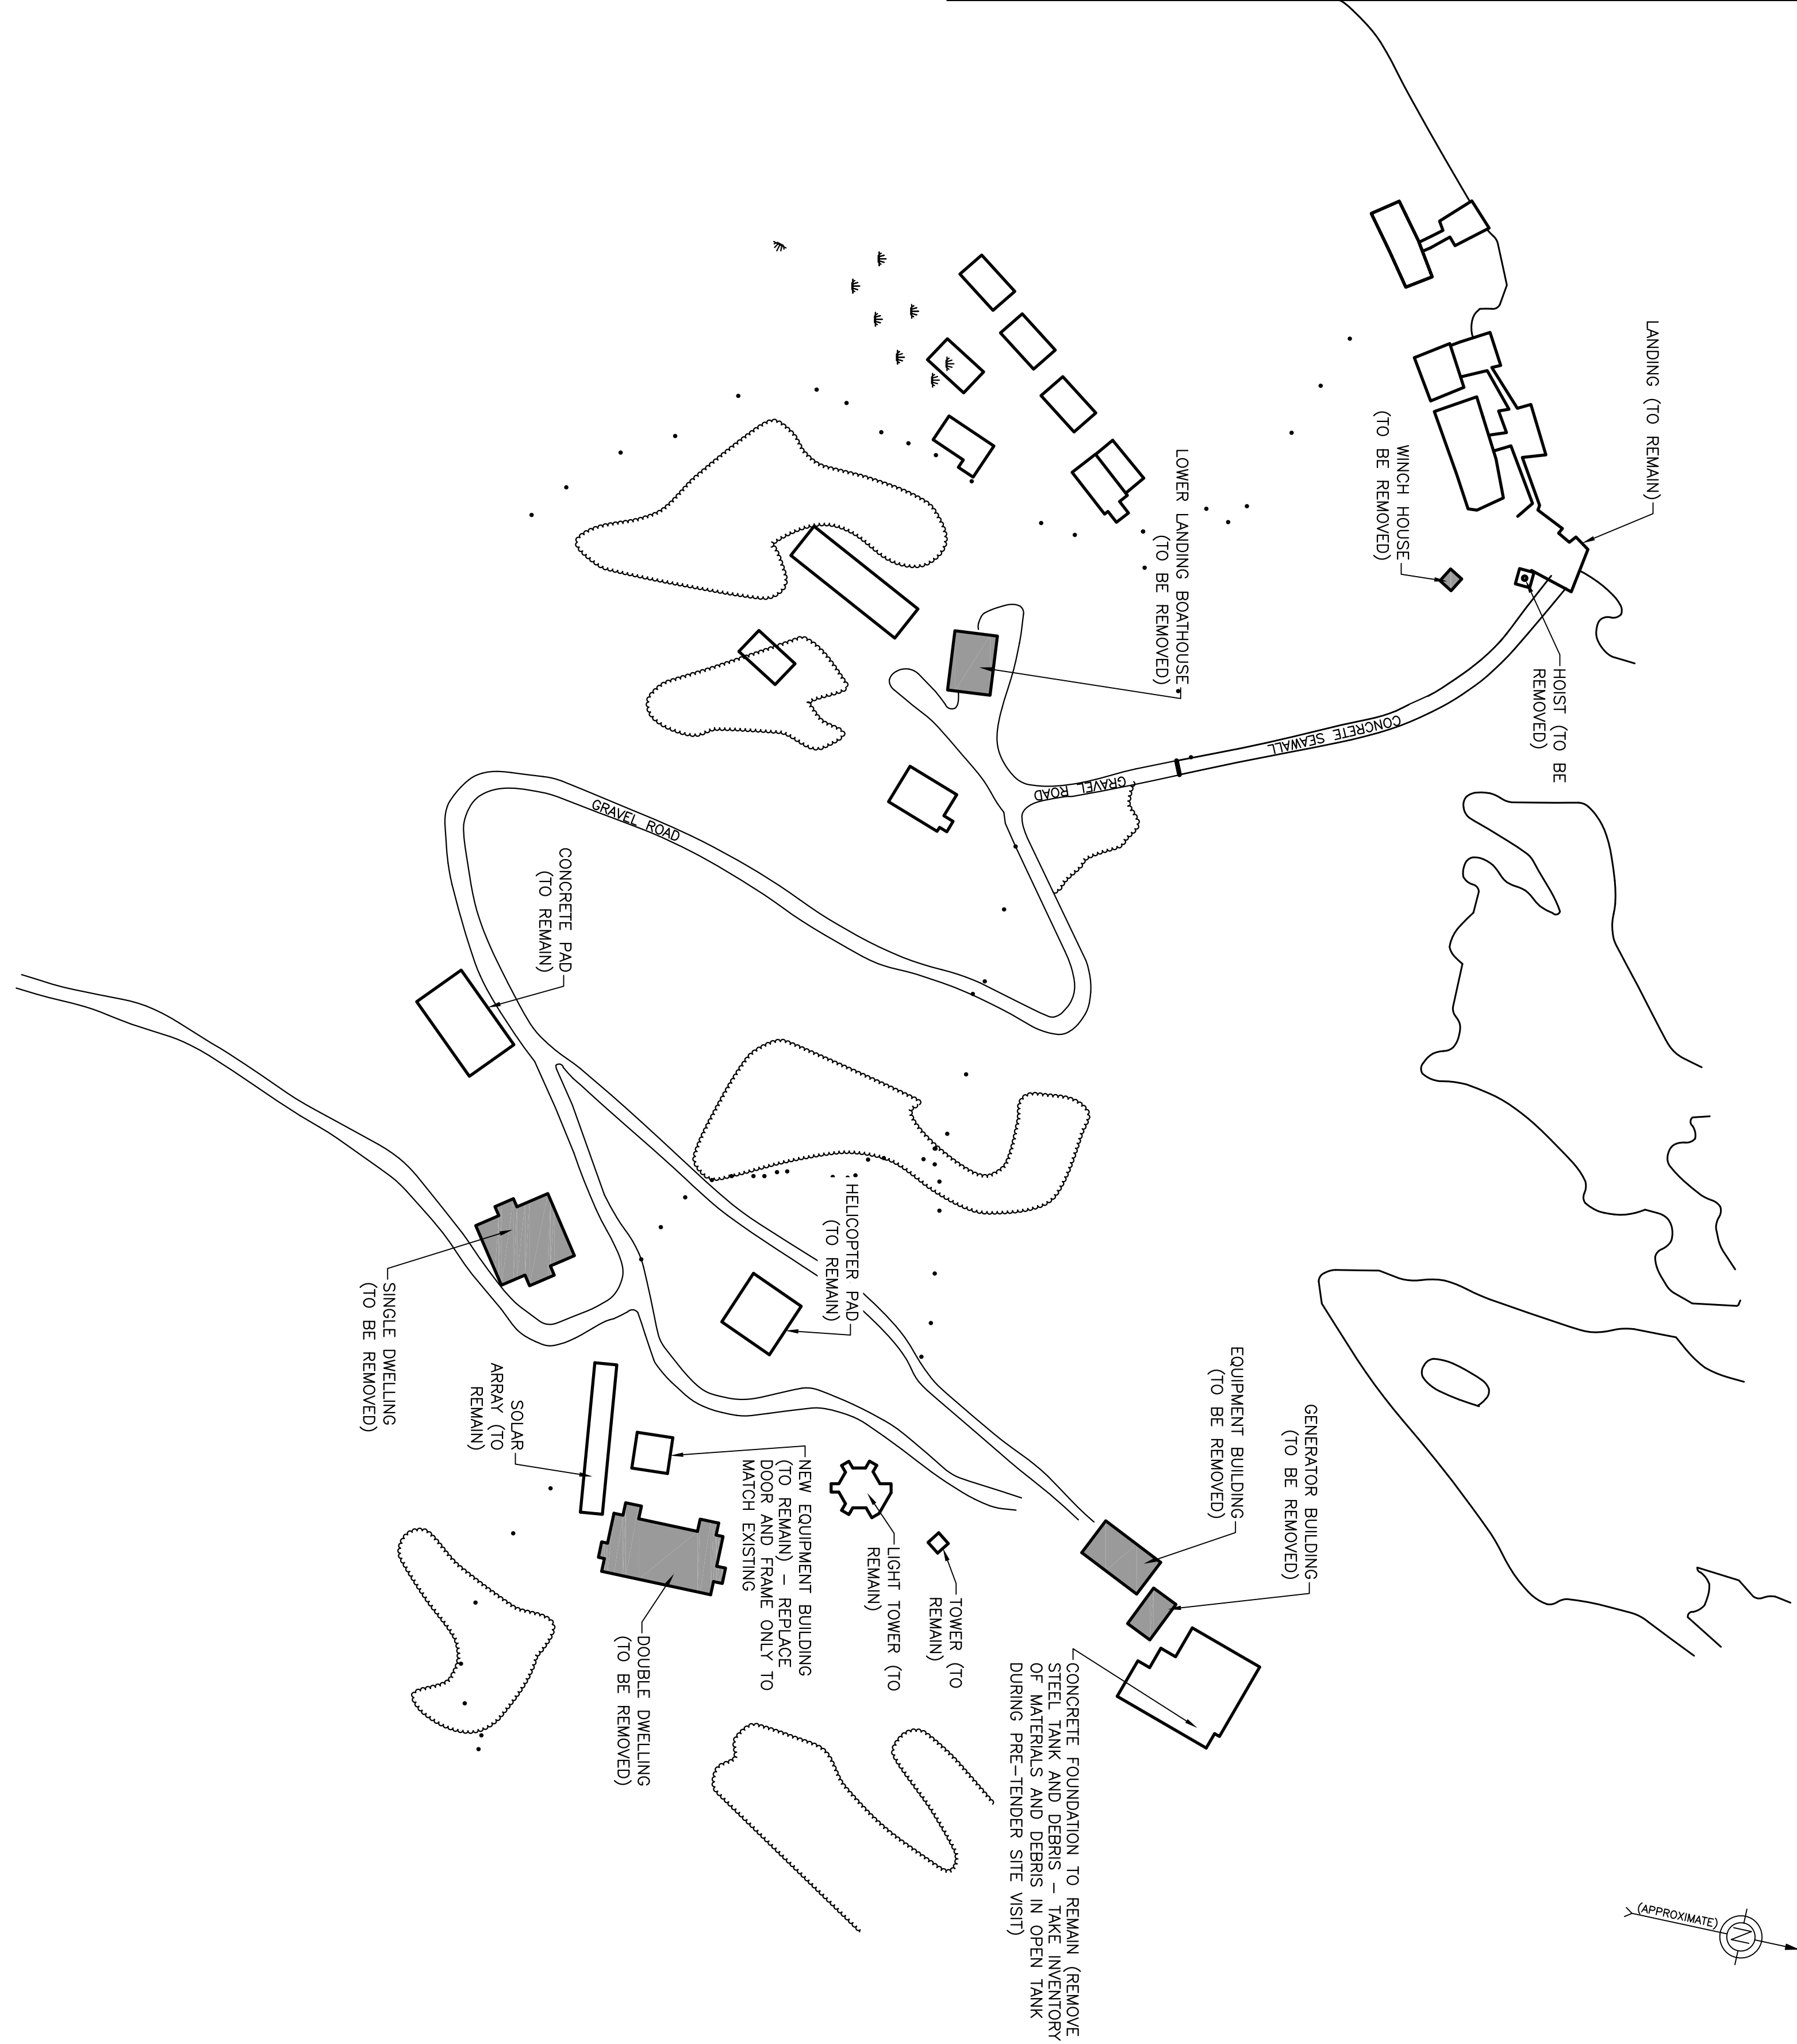 LANDING (TO REMAIN)
WINCH HOUSE
(TO BE REMOVED)
HOIST (TO BE
REMOVED)
LOWER LANDING BOATHOUSE
(TO BE REMOVED)
CONCRETE SEAWALL
GRAVEL ROAD
GRAVEL ROAD
CONCRETE PAD
(TO REMAIN)
HELICOPTER PAD
(TO REMAIN)
EQUIPMENT BUILDING
(TO BE REMOVED)
GENERATOR BUILDING
(TO BE REMOVED)
SINGLE DWELLING
(TO BE REMOVED)
SOLAR
ARRAY (TO
REMAIN)
NEW EQUIPMENT BUILDING
(TO REMAIN) – REPLACE
DOOR AND FRAME ONLY TO
MATCH EXISTING
LIGHT TOWER (TO
REMAIN)
TOWER (TO
REMAIN)
DOUBLE DWELLING
(TO BE REMOVED)
CONCRETE FOUNDATION TO REMAIN (REMOVE
STEEL TANK AND DEBRIS – TAKE INVENTORY
OF MATERIALS AND DEBRIS IN OPEN TANK
DURING PRE–TENDER SITE VISIT)
(APPROXIMATE)
N